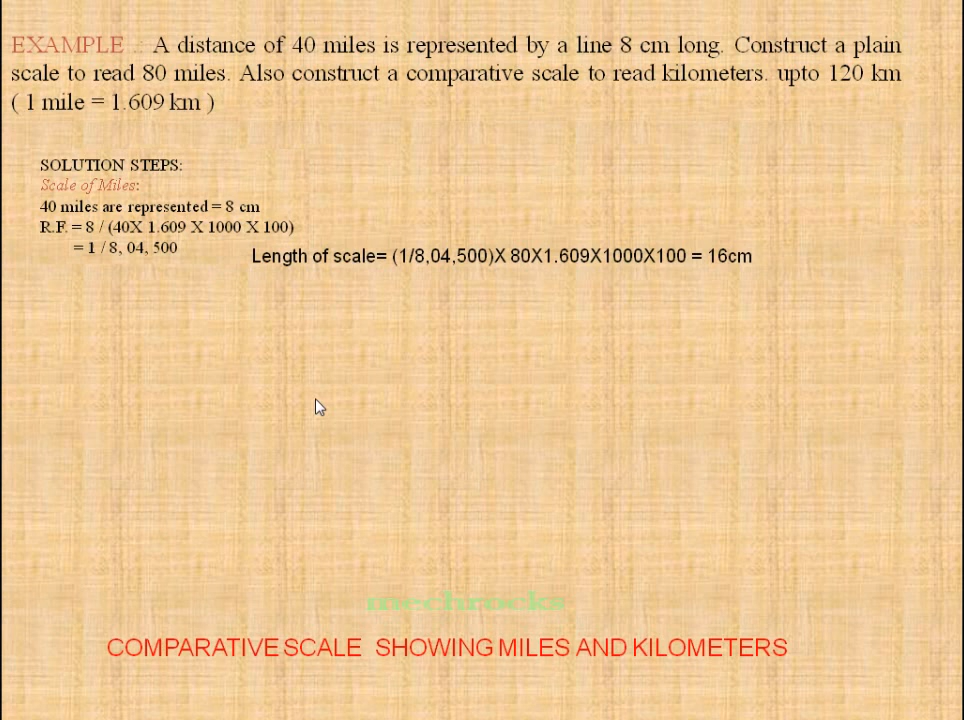 EXAMPLE .: A distance of 40 miles is represented by a line 8 cm long. Construct a plain
scale to read 80 miles. Also construct a comparative scale to read kilometers. upto 120 km
( 1 mile = 1.609 km )
SOLUTION STEPS:
Scale of Miles:
40 miles are represented = 8 cm
R.F. = 8 / (40X 1.609 X 1000 X 100)
= 1 / 8, 04, 500
Length of scale= (1/8,04,500)X 80X1.609X1000X100 = 16cm
mechrocks
COMPARATIVE SCALE SHOWING MILES AND KILOMETERS